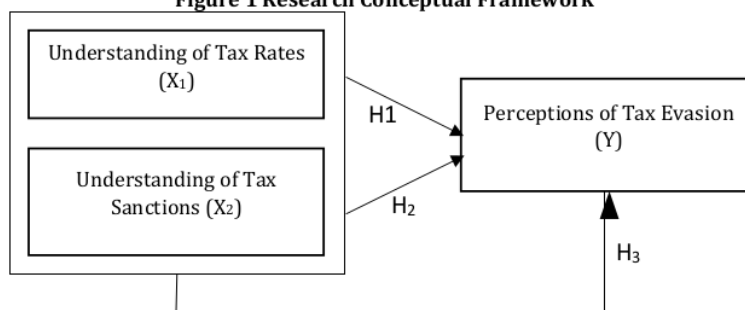 Figure 1 Research Conceptual Framework
Understanding of Tax Rates
(X₁)
H1
Perceptions of Tax Evasion
(Y)
Understanding of Tax
Sanctions (X₂)
H₂
H₃